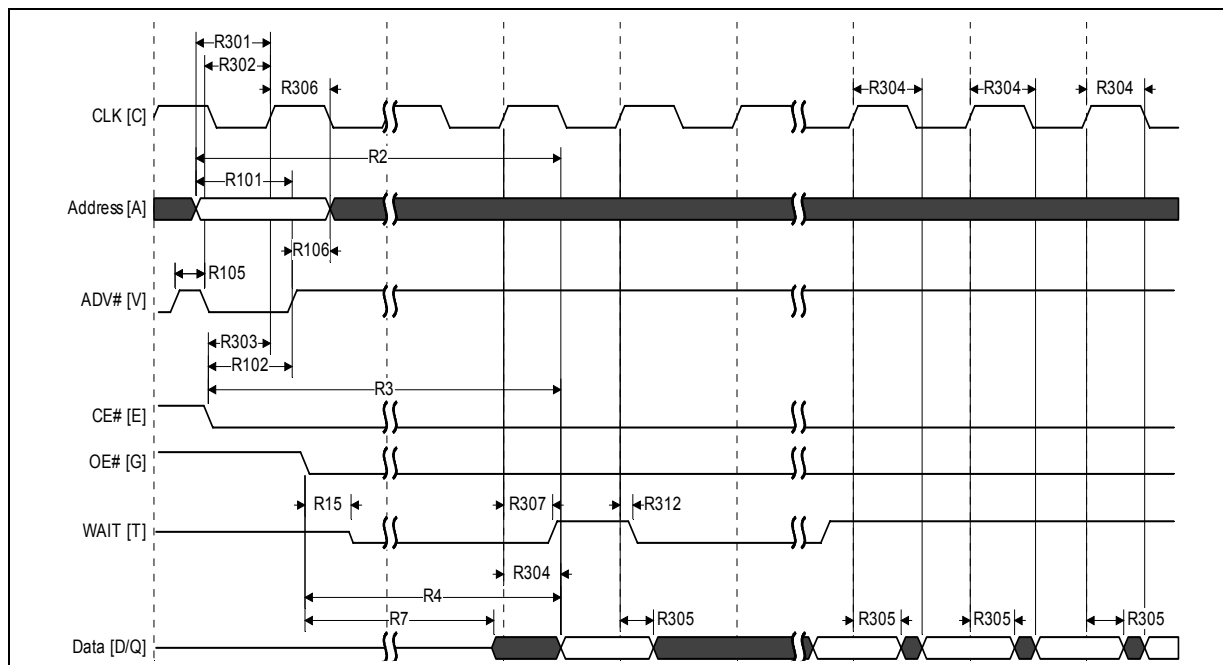 R301
R302
R306
R304 R304 R304
CLK [C]
R2
R101
Address [A]
R106
R105
ADV# [V]
R303
R102
R3
CE# [E]
OE# [G]
R15 R307 R312
WAIT [T]
R304
R4
R7 R305 R305 R305 R305
Data [D/Q]